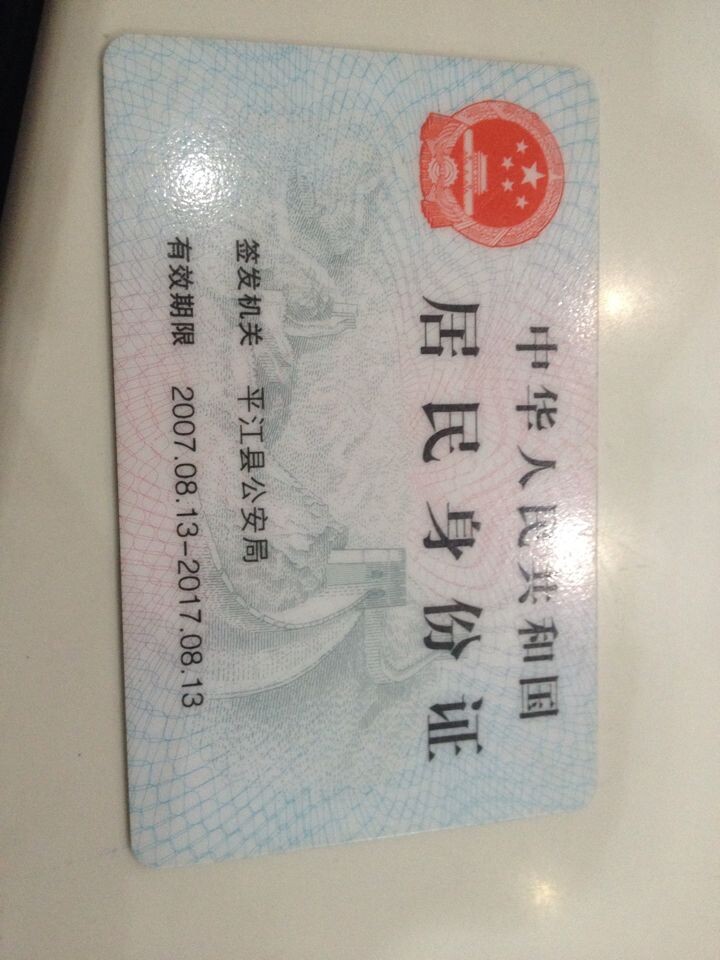 中华人民共和国
居民身份证
签发机关 平江县公安局
有效期限 2007.08.13-2017.08.13